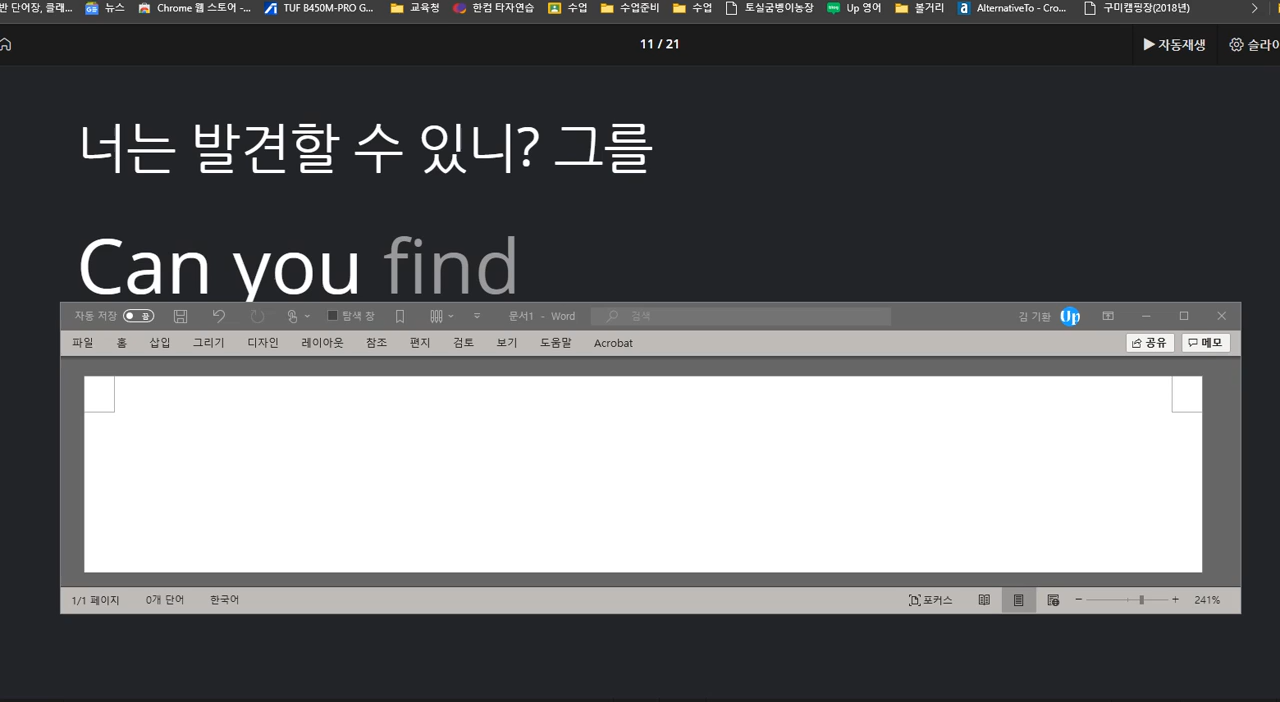 반 단어장, 클래... 뉴스 Chrome 웹 스토어 -... TUF B450M-PRO G... 교육청 한컴 타자연습 수업 수업준비 수업 토실굼벵이농장 Up 영어 볼거리 AlternativeTo - Cro... 구미캠핑장(2018년)
11 / 21 자동재생 슬라이
너는 발견할 수 있니? 그를
Can you find
자동 저장 끔 탐색 창 문서1 - Word 검색 김 기환 Up
파일 홈 삽입 그리기 디자인 레이아웃 참조 편지 검토 보기 도움말 Acrobat 공유 메모
1/1 페이지 0개 단어 한국어 포커스 241%